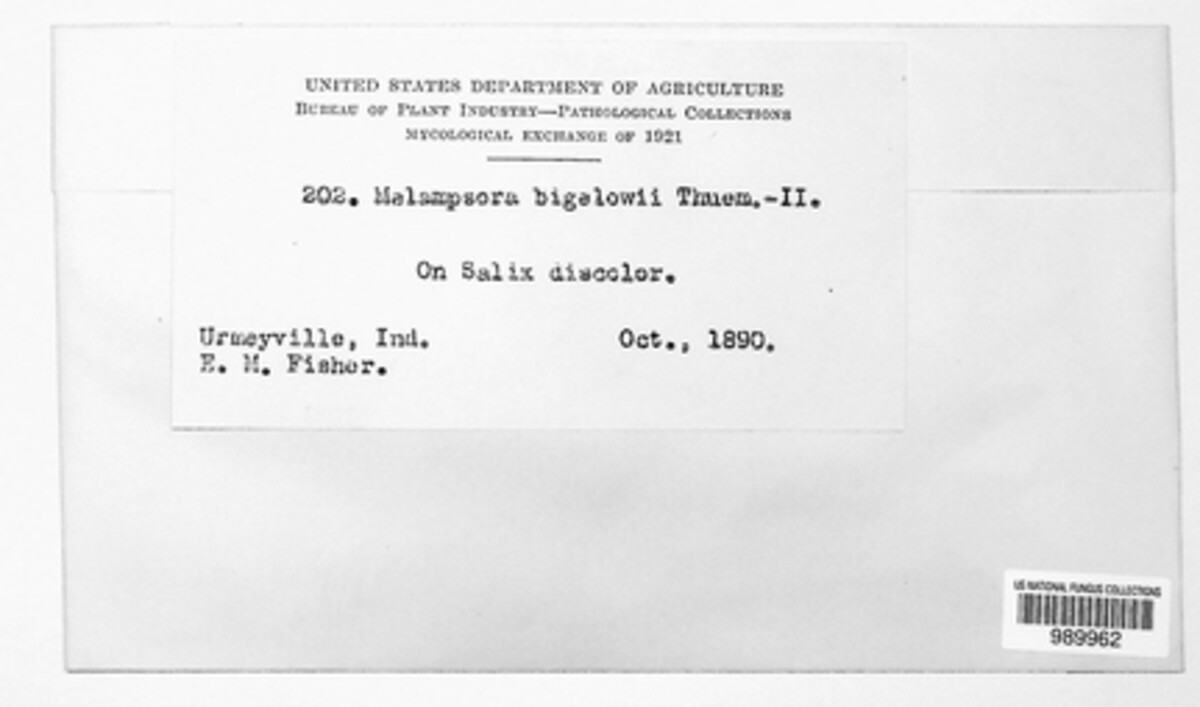 UNITED STATES DEPARTMENT OF AGRICULTURE
BUREAU OF PLANT INDUSTRY—PATHOLOGICAL COLLECTIONS
MYCOLOGICAL EXCHANGE OF 1921
202. Melampsora bigelowii Thuem.-II.
On Salix discolor.
Urmeyville, Ind. Oct., 1890.
E. M. Fisher.
US NATIONAL FUNGUS COLLECTIONS
989962